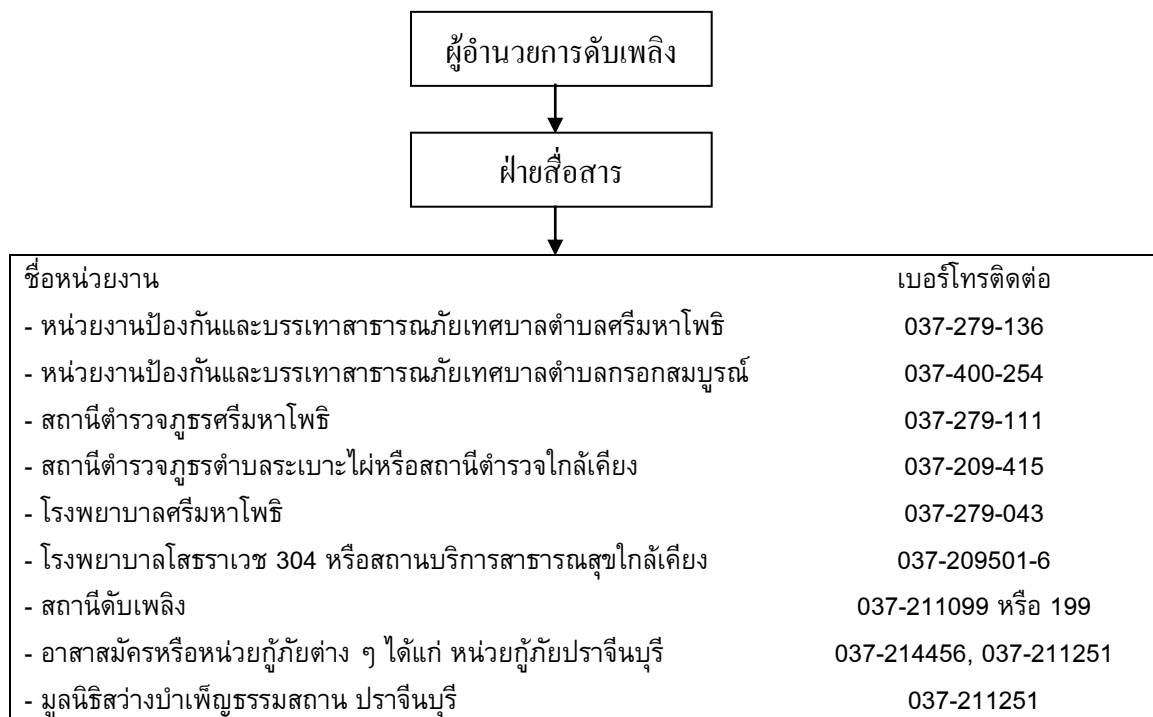 ผู้อำนวยการดับเพลิง
ฝ่ายสื่อสาร
ชื่อหน่วยงาน เบอร์โทรติดต่อ
- หน่วยงานป้องกันและบรรเทาสาธารณภัยเทศบาลตำบลศรีมหาโพธิ 037-279-136
- หน่วยงานป้องกันและบรรเทาสาธารณภัยเทศบาลตำบลกรอกสมบูรณ์ 037-400-254
- สถานีตำรวจภูธรศรีมหาโพธิ 037-279-111
- สถานีตำรวจภูธรตำบลระเบาะไผ่หรือสถานีตำรวจใกล้เคียง 037-209-415
- โรงพยาบาลศรีมหาโพธิ 037-279-043
- โรงพยาบาลโสธราเวช 304 หรือสถานบริการสาธารณสุขใกล้เคียง 037-209501-6
- สถานีดับเพลิง 037-211099 หรือ 199
- อาสาสมัครหรือหน่วยกู้ภัยต่าง ๆ ได้แก่ หน่วยกู้ภัยปราจีนบุรี 037-214456, 037-211251
- มูลนิธิสว่างบำเพ็ญธรรมสถาน ปราจีนบุรี 037-211251